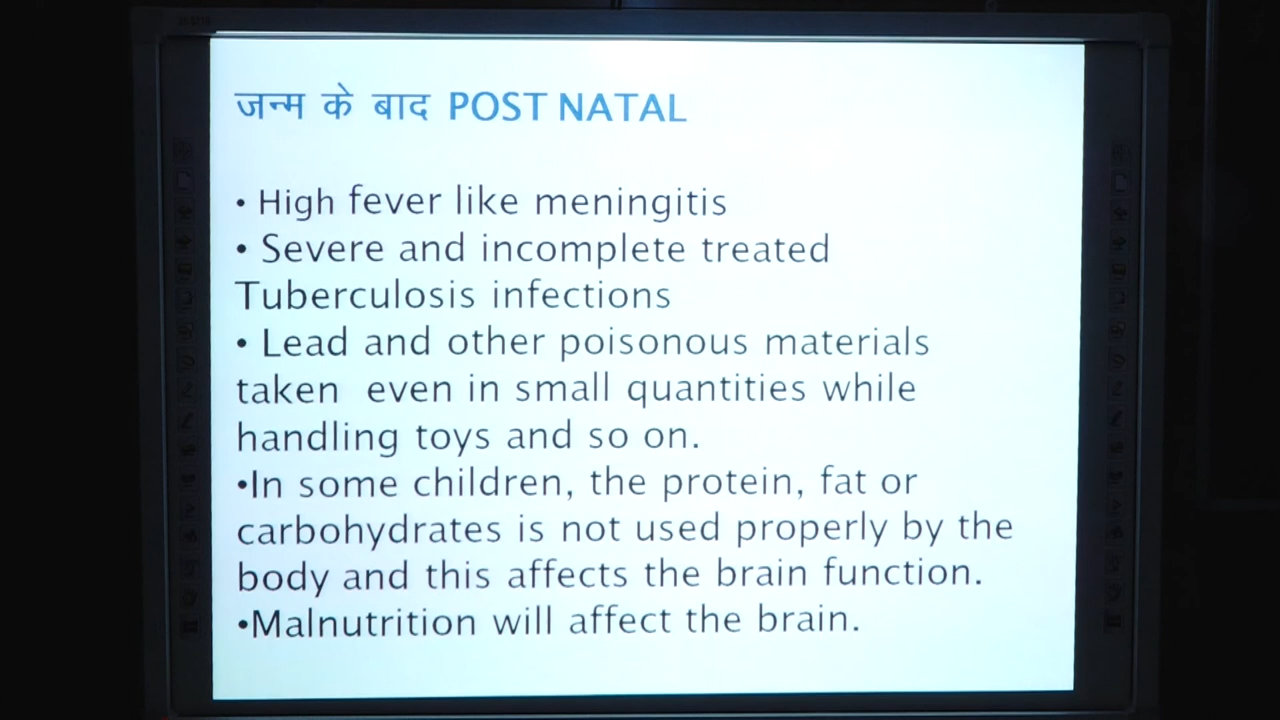 जन्म के बाद POST NATAL
• High fever like meningitis
• Severe and incomplete treated
Tuberculosis infections
• Lead and other poisonous materials
taken  even in small quantities while
handling toys and so on.
•In some children, the protein, fat or
carbohydrates is not used properly by the
body and this affects the brain function.
•Malnutrition will affect the brain.